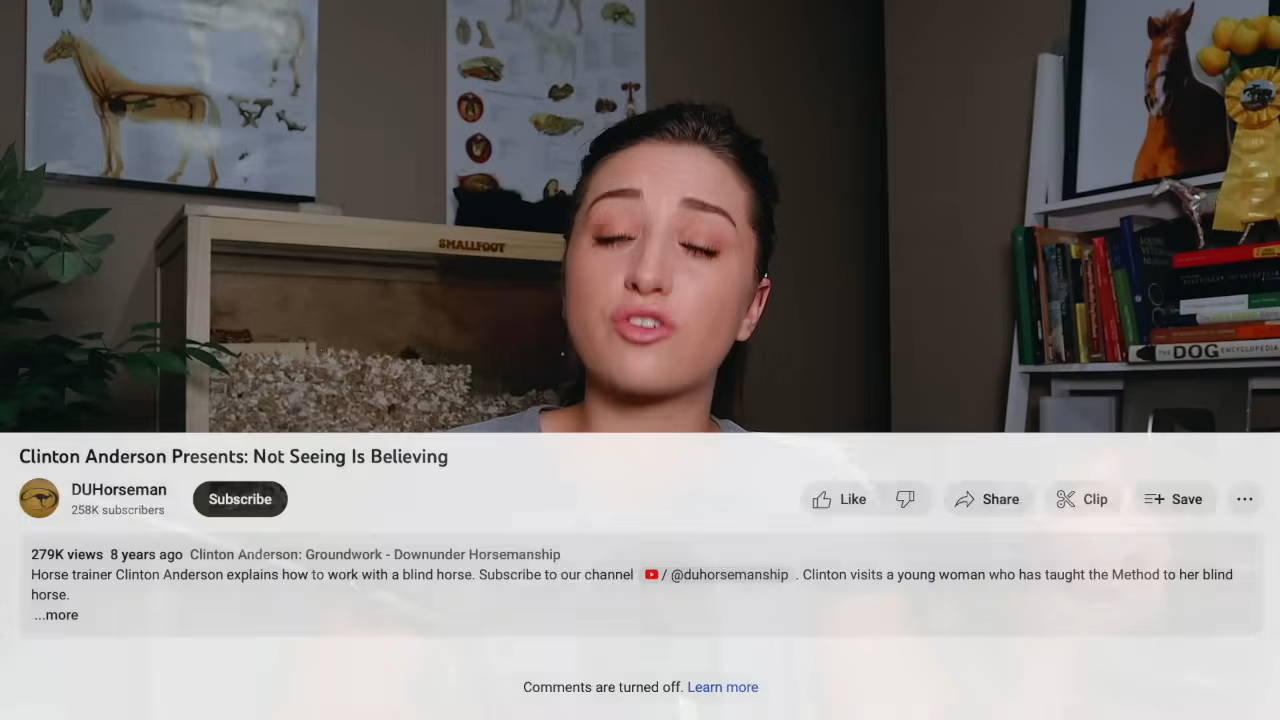 SMALLFOOT
THE DOG ENCYCLOPEDIA
Clinton Anderson Presents: Not Seeing Is Believing
DUHorseman
258K subscribers
Subscribe
Like
Share
Clip
Save
279K views 8 years ago Clinton Anderson: Groundwork - Downunder Horsemanship
Horse trainer Clinton Anderson explains how to work with a blind horse. Subscribe to our channel / @duhorsemanship . Clinton visits a young woman who has taught the Method to her blind
horse.
...more
Comments are turned off. Learn more